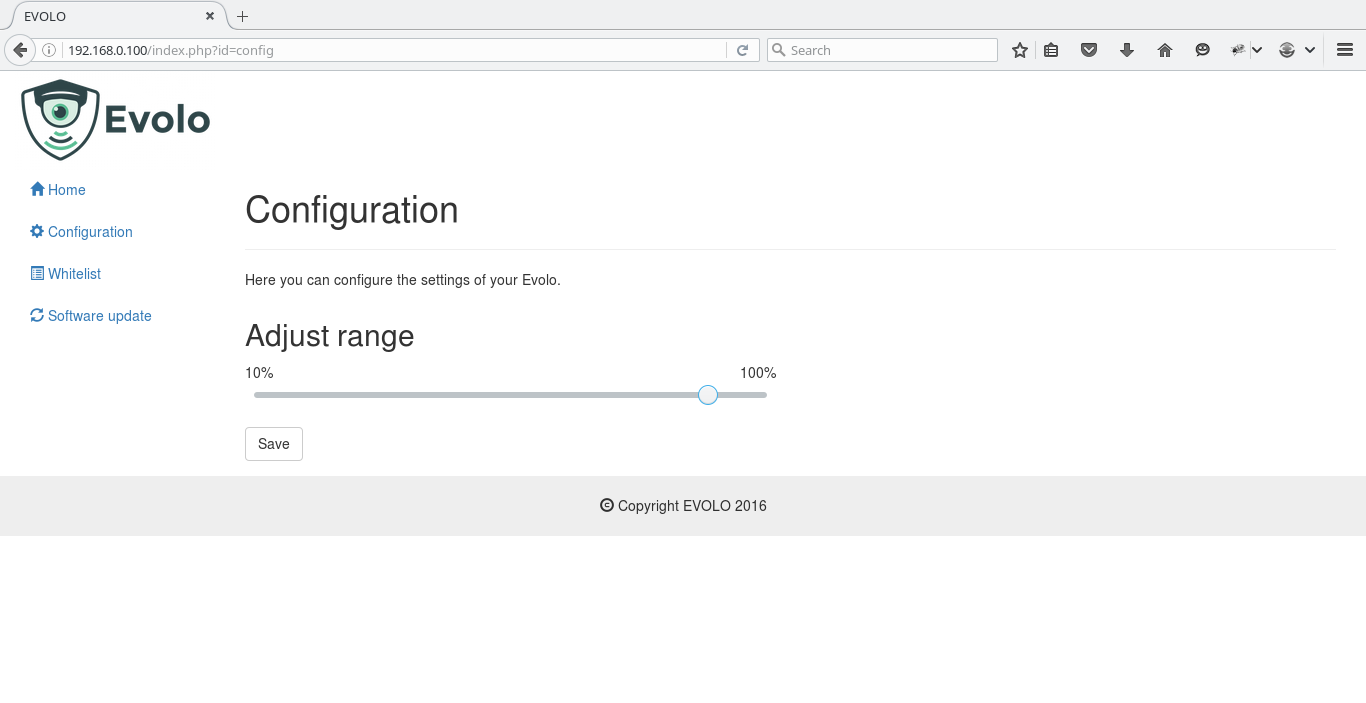 EVOLO
192.168.0.100/index.php?id=config
Search
Evolo
Home
Configuration
Whitelist
Software update
Configuration
Here you can configure the settings of your Evolo.
Adjust range
10% 100%
Save
© Copyright EVOLO 2016